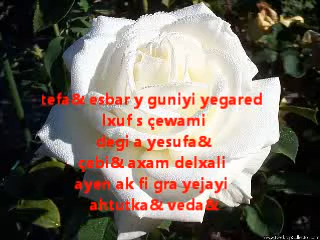 tefa& esbar y guniyi yegared
lxuf s çewami
degi a yesufa&
çebi& axam delxali
ayen ak fi gra yejayi
ahtutka& veda&